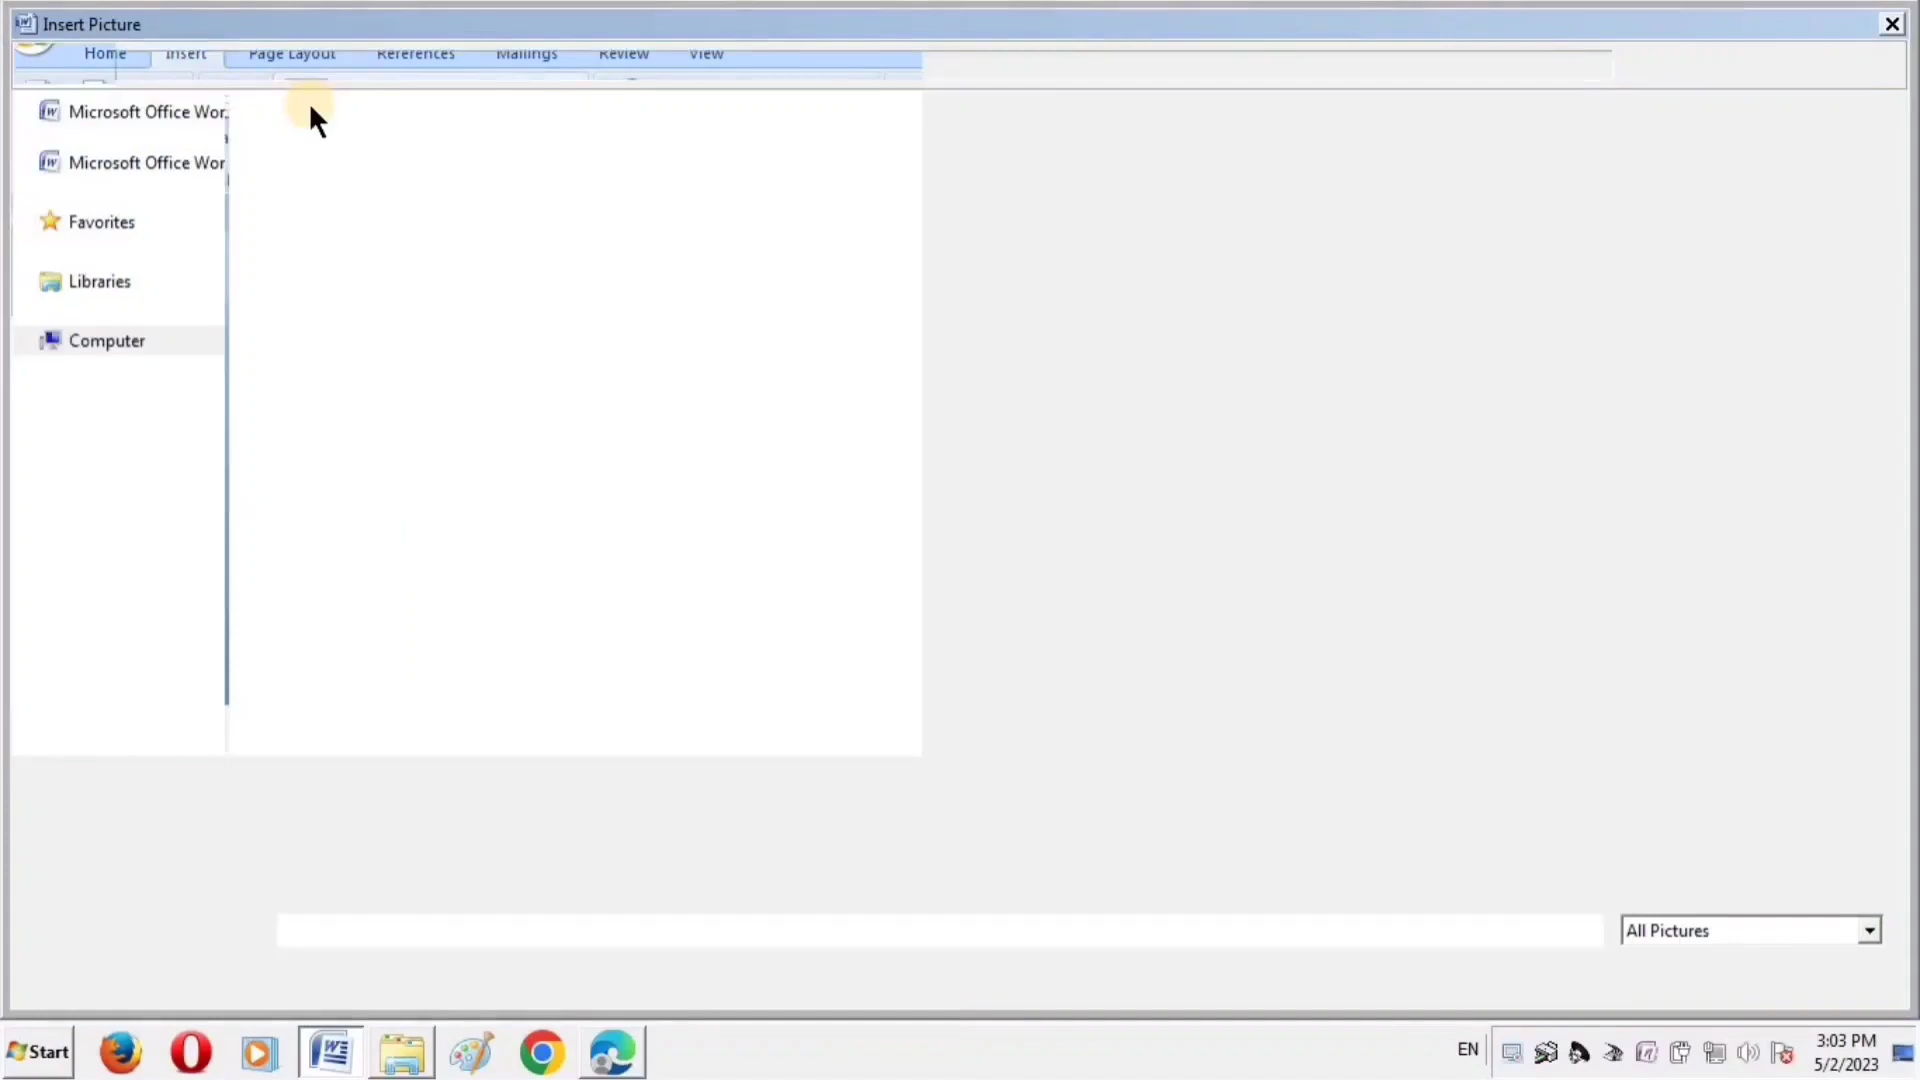 Insert Picture
Home Insert Page Layout References Mailings Review View
Microsoft Office Wor
Microsoft Office Wor
Favorites
Libraries
Computer
All Pictures
Start
EN
3:03 PM
5/2/2023